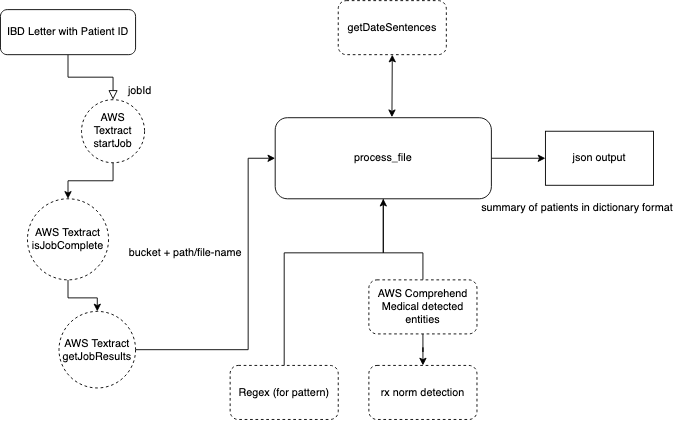 IBD Letter with Patient ID
getDateSentences
jobId
AWS
Textract
startJob
process_file
json output
summary of patients in dictionary format
AWS Textract
isJobComplete
bucket + path/file-name
AWS Comprehend
Medical detected
entities
AWS Textract
getJobResults
Regex (for pattern)
rx norm detection